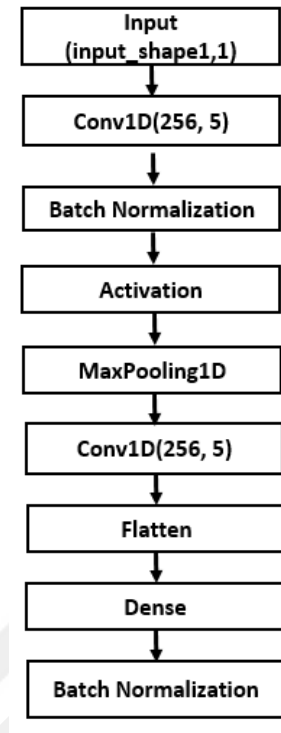 Input
(input_shape1,1)
Conv1D(256, 5)
Batch Normalization
Activation
MaxPooling1D
Conv1D(256, 5)
Flatten
Dense
Batch Normalization